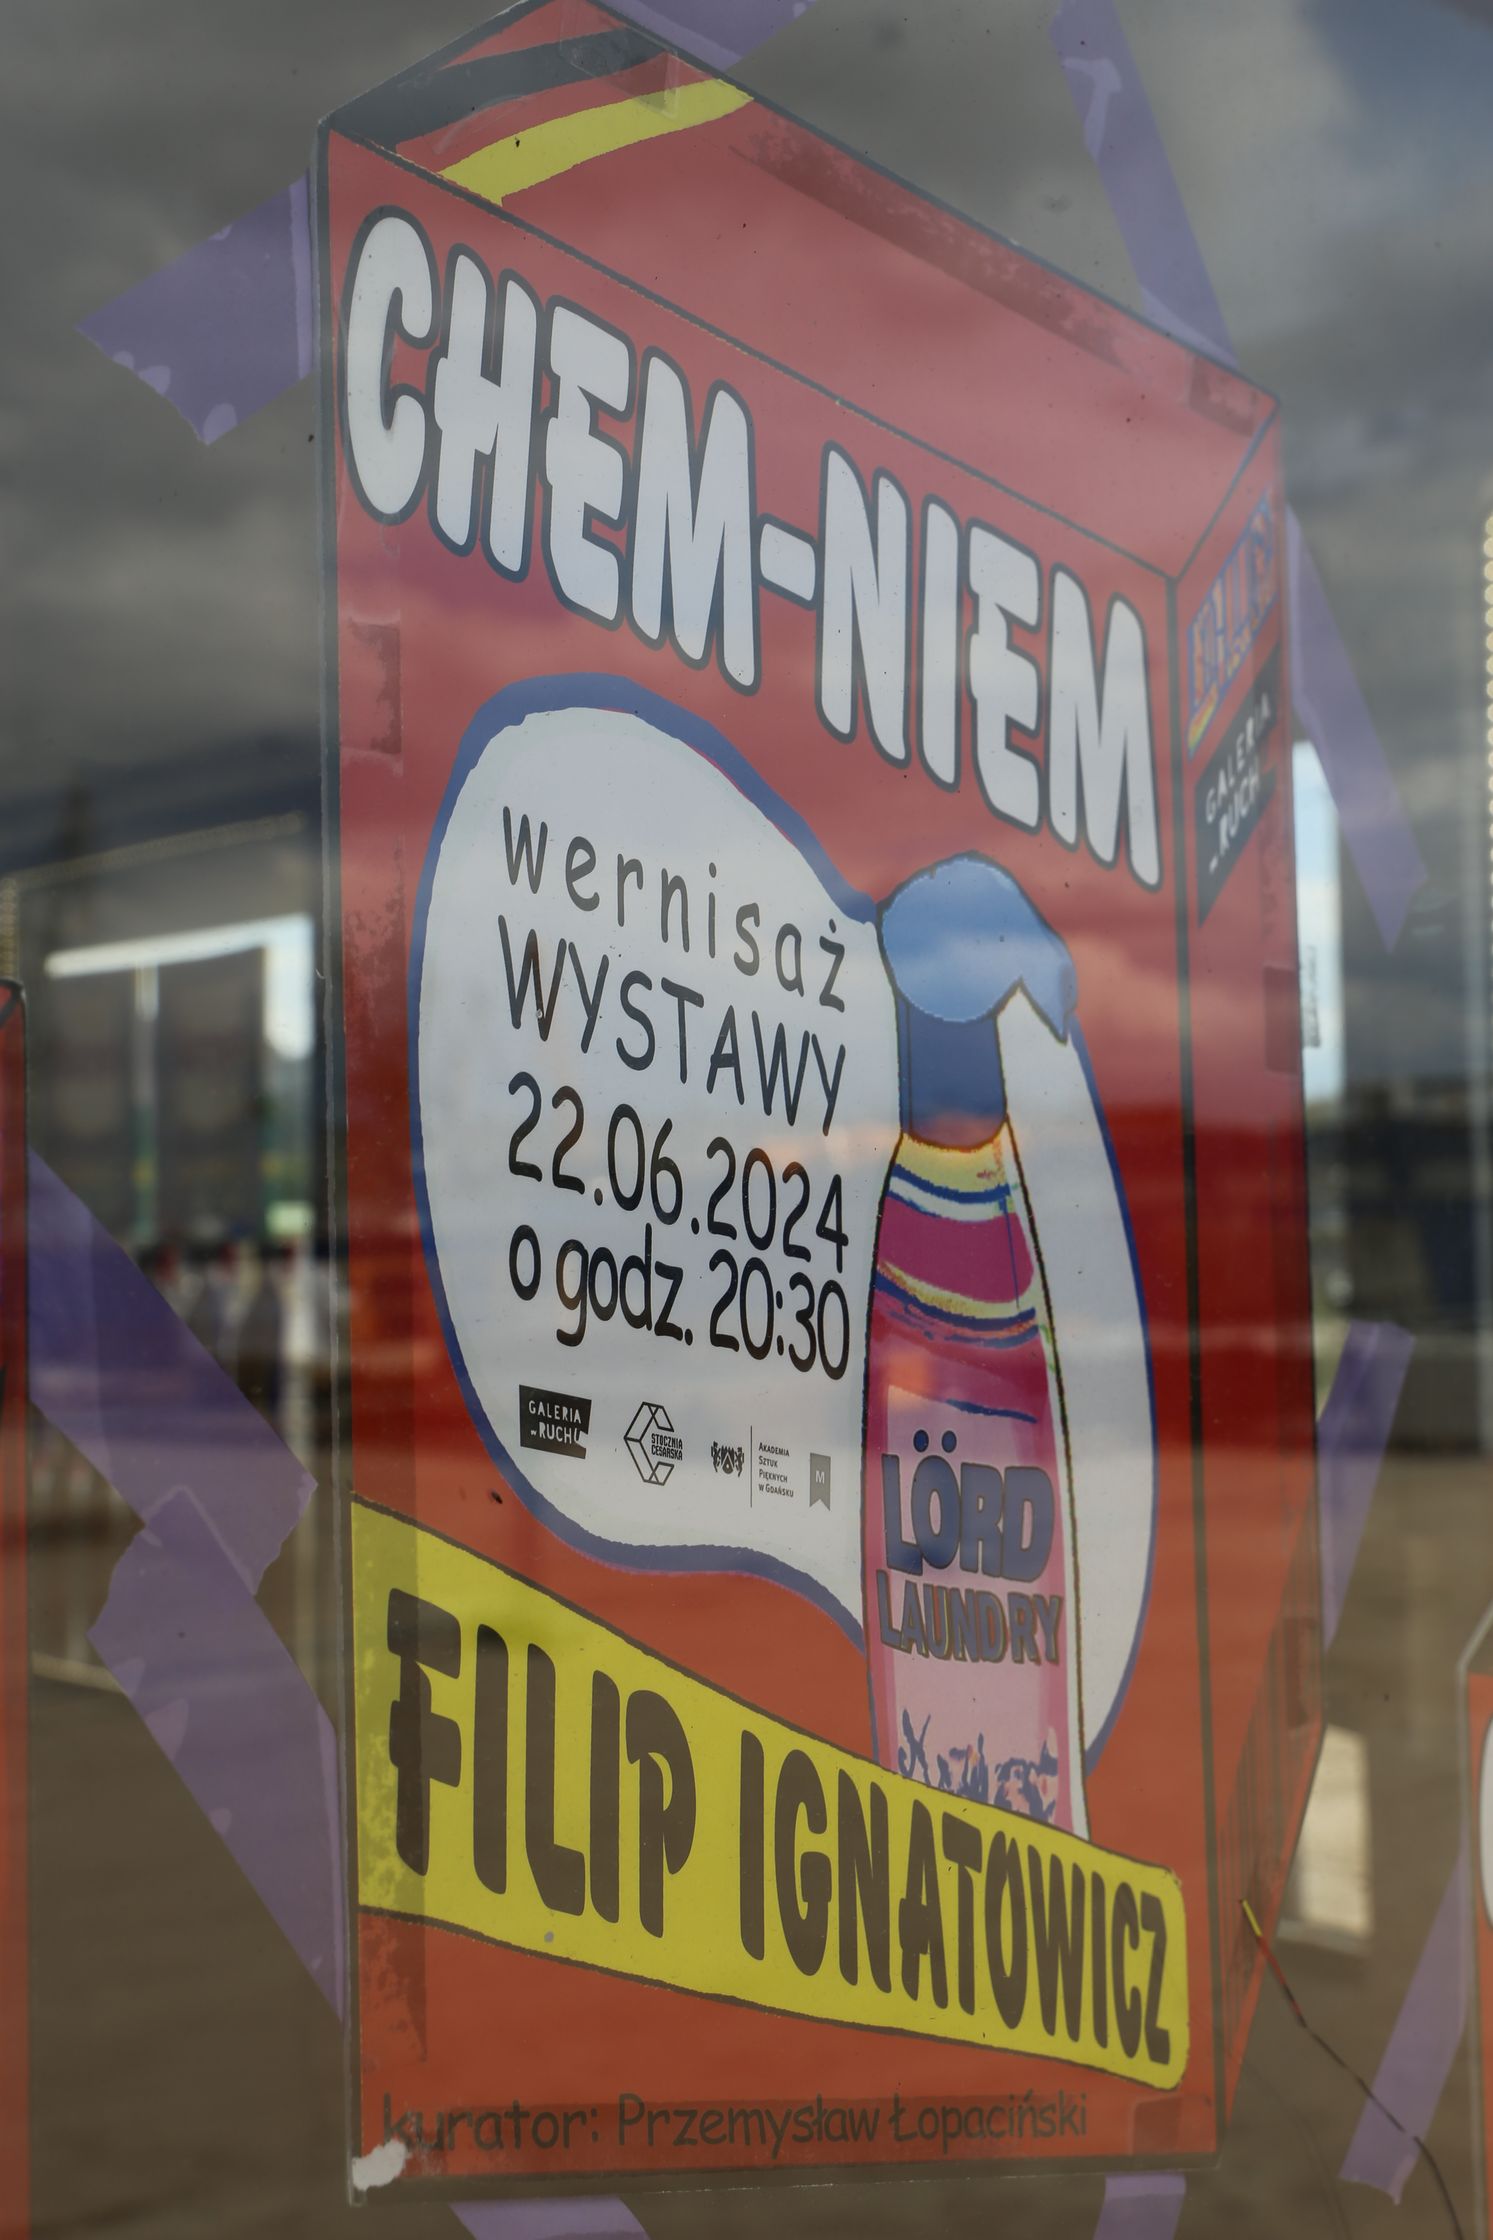 CHEM-NIEM
wernisaż
WYSTAWY
22.06.2024
o godz. 20:30
GALERIA
w RUCHU
STOCZNIA
CESARSKA
AKADEMIA
SZTUK
PIĘKNYCH
W GDAŃSKU
M
LÖRD
LAUNDRY
FILIP IGNATOWICZ
kurator: Przemysław Łopaciński
GALERIA
w RUCHU